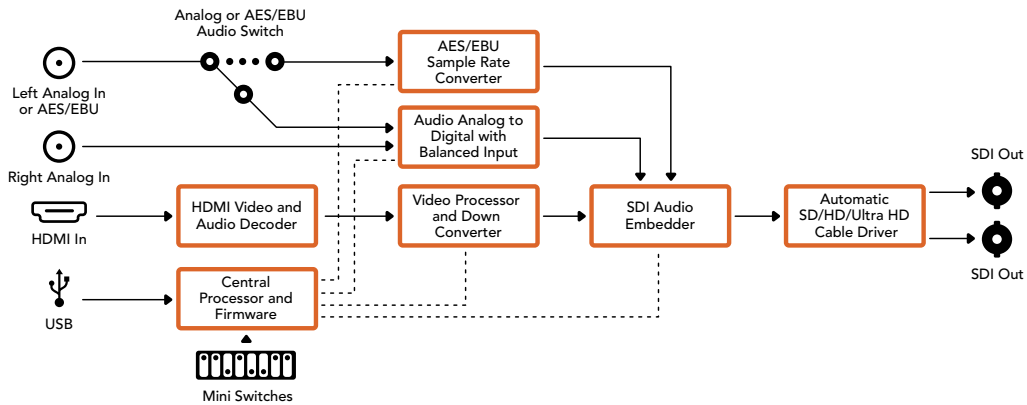 Analog or AES/EBU
Audio Switch
Left Analog In
or AES/EBU
AES/EBU
Sample Rate
Converter
Right Analog In
Audio Analog to
Digital with
Balanced Input
HDMI In
HDMI Video and
Audio Decoder
Video Processor
and Down
Converter
SDI Audio
Embedder
Automatic
SD/HD/Ultra HD
Cable Driver
SDI Out
SDI Out
USB
Central
Processor and
Firmware
Mini Switches